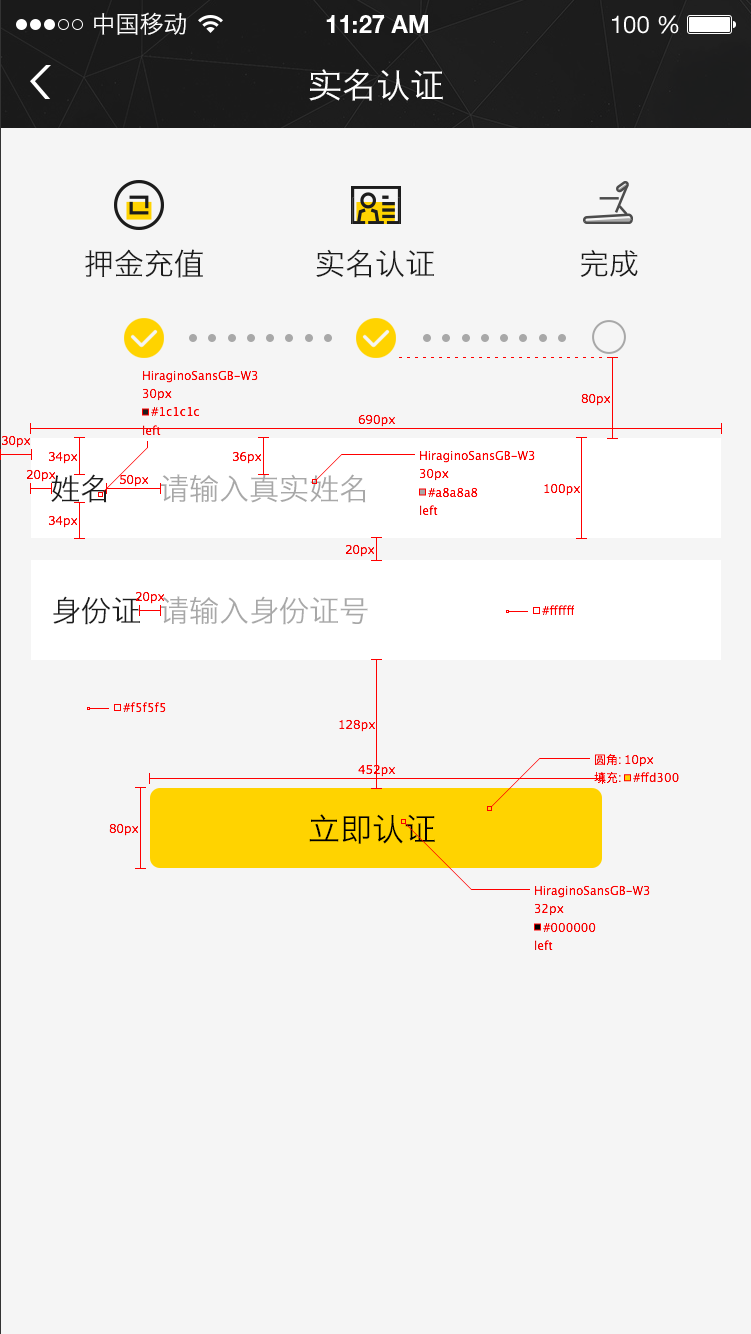 中国移动 11:27 AM 100 %
实名认证
押金充值 实名认证 完成
HiraginoSansGB-W3
30px
#1c1c1c
left
80px
690px
30px
34px
36px
HiraginoSansGB-W3
30px
#a8a8a8
left
20px
姓名
50px
请输入真实姓名
100px
34px
20px
身份证
20px
请输入身份证号
#ffffff
#f5f5f5
128px
452px
圆角: 10px
填充: #ffd300
80px
立即认证
HiraginoSansGB-W3
32px
#000000
left